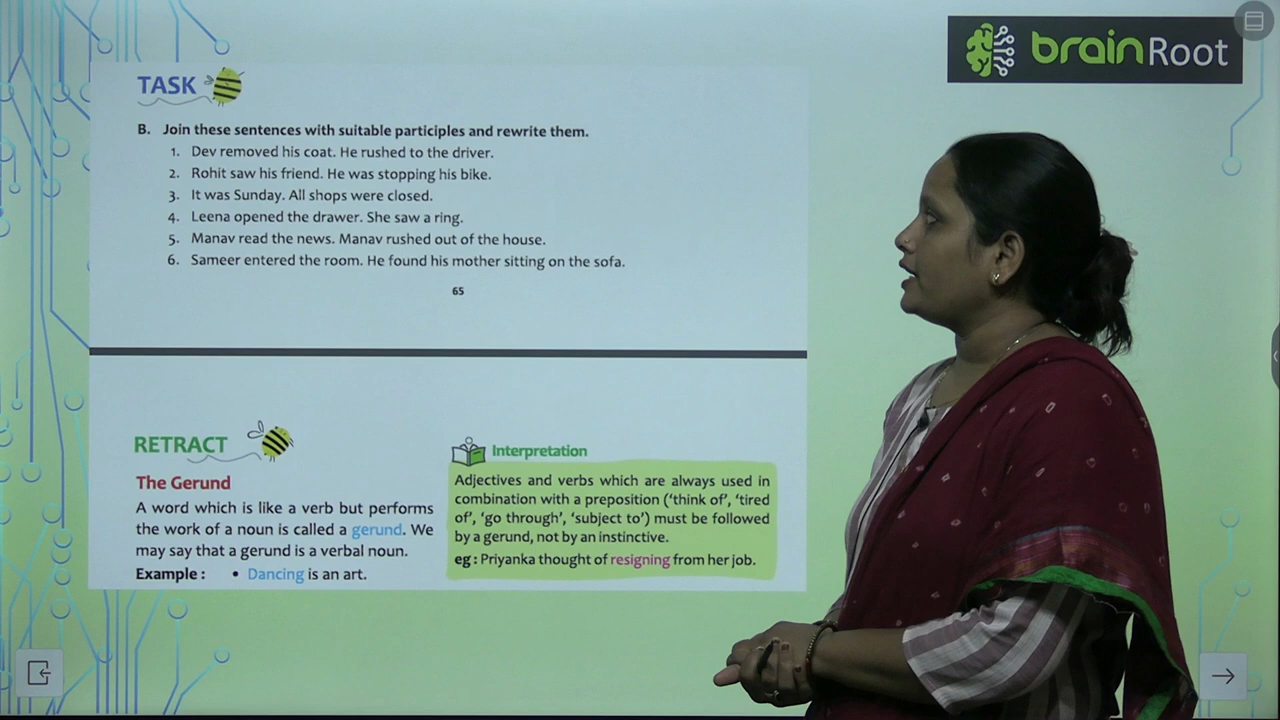 brainRoot
TASK
B. Join these sentences with suitable participles and rewrite them.
1. Dev removed his coat. He rushed to the driver.
2. Rohit saw his friend. He was stopping his bike.
3. It was Sunday. All shops were closed.
4. Leena opened the drawer. She saw a ring.
5. Manav read the news. Manav rushed out of the house.
6. Sameer entered the room. He found his mother sitting on the sofa.
65
RETRACT
The Gerund
A word which is like a verb but performs
the work of a noun is called a gerund. We
may say that a gerund is a verbal noun.
Example : • Dancing is an art.
Interpretation
Adjectives and verbs which are always used in
combination with a preposition ('think of', 'tired
of', 'go through', 'subject to') must be followed
by a gerund, not by an instinctive.
eg : Priyanka thought of resigning from her job.